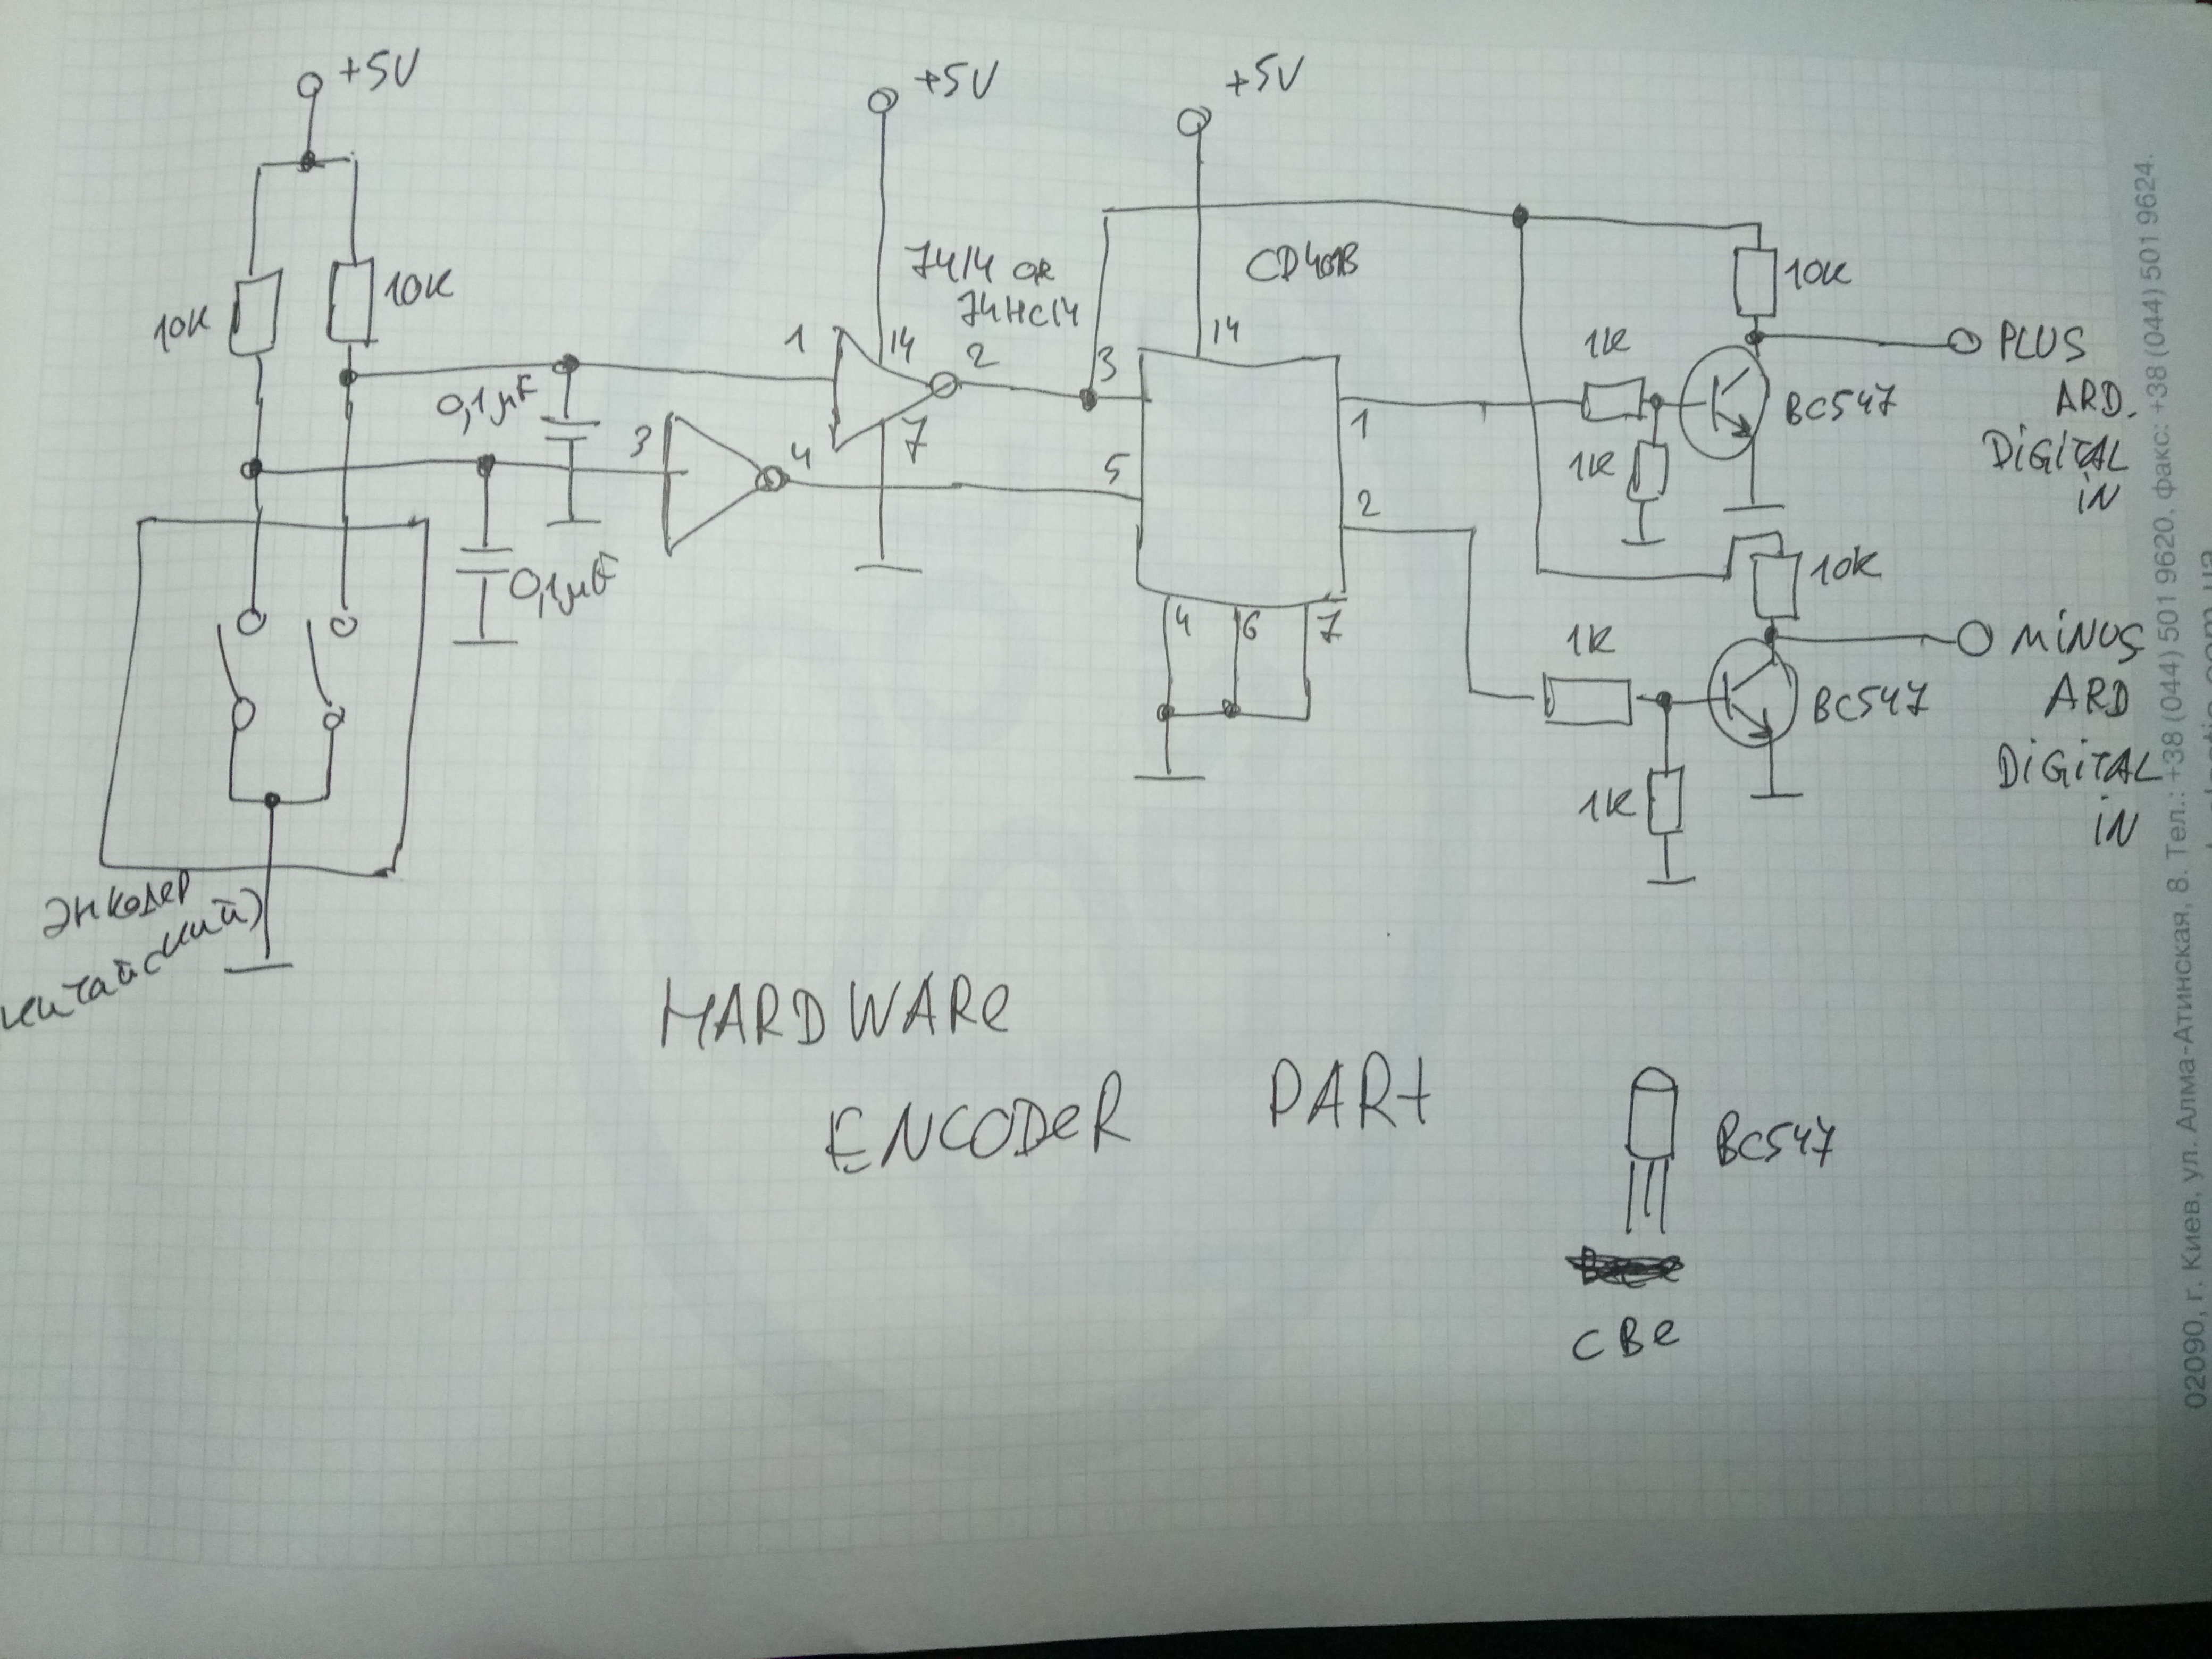 +5V
+5V
+5V
10K
10K
0,1μF
0,1μF
1
14
2
7414 OR
74HC14
7
3
4
3
5
14
1
2
4
6
7
1K
1K
10K
BC547
PLUS
ARD.
DiGiTAL
iN
10K
1K
1K
BC547
MiNUS
ARD
DiGiTAL
iN
энкодер
китайский)
HARDWARe
ENCODeR PARt
BC547
CBe
02090, г. Киев, ул. Алма-Атинская, 8. Тел.: +38 (044) 501 9620, факс: +38 (044) 501 9624.